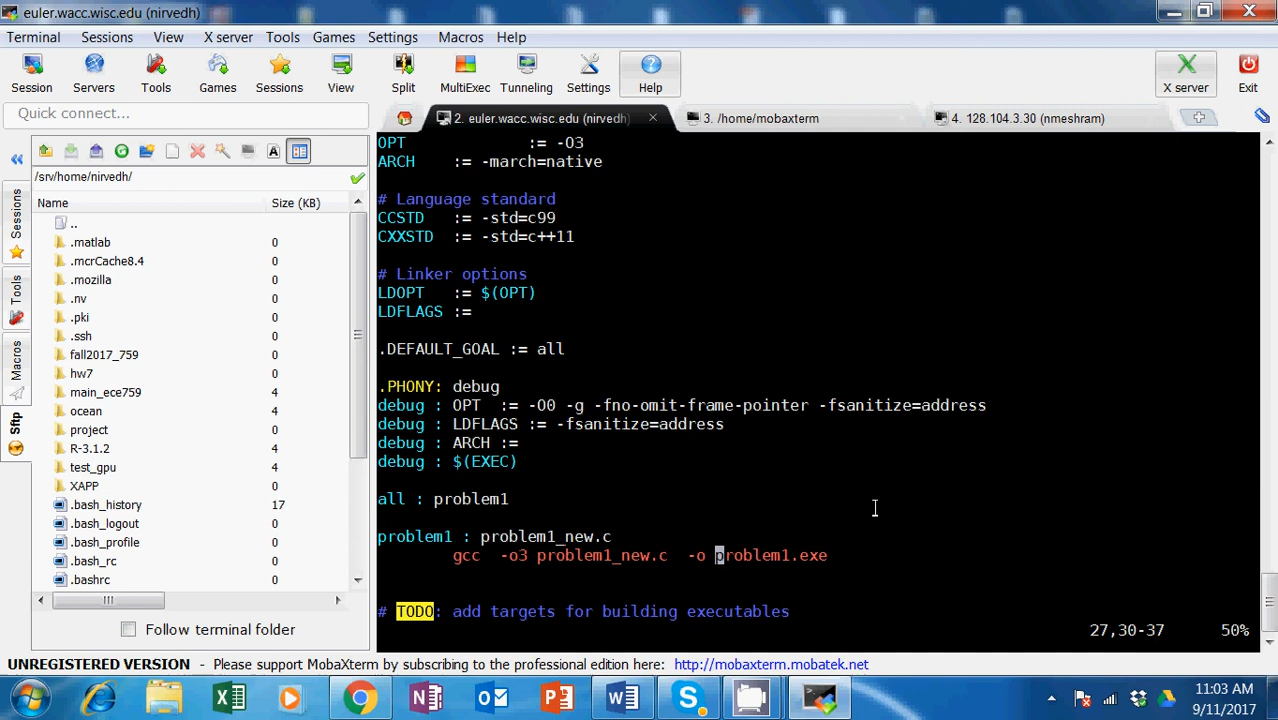 euler.wacc.wisc.edu (nirvedh)
Terminal Sessions View X server Tools Games Settings Macros Help
Session Servers Tools Games Sessions View Split MultiExec Tunneling Settings Help X server Exit
Quick connect...
2. euler.wacc.wisc.edu (nirvedh) 3. /home/mobaxterm 4. 128.104.3.30 (nmeshram)
/srv/home/nirvedh/
Name Size (KB)
..
.matlab 0
.mcrCache8.4 0
.mozilla 0
.nv 0
.pki 0
.ssh 0
fall2017_759 0
hw7 0
main_ece759 4
ocean 4
project 0
R-3.1.2 4
test_gpu 4
XAPP 0
.bash_history 17
.bash_logout 0
.bash_profile 0
.bash_rc 0
.bashrc 0
Follow terminal folder
Sessions
Tools
Macros
Sftp
OPT := -O3
ARCH := -march=native
# Language standard
CCSTD := -std=c99
CXXSTD := -std=c++11
# Linker options
LDOPT := $(OPT)
LDFLAGS :=
.DEFAULT_GOAL := all
.PHONY: debug
debug : OPT := -O0 -g -fno-omit-frame-pointer -fsanitize=address
debug : LDFLAGS := -fsanitize=address
debug : ARCH :=
debug : $(EXEC)
all : problem1
problem1 : problem1_new.c
gcc -o3 problem1_new.c -o problem1.exe
# TODO: add targets for building executables
27,30-37 50%
UNREGISTERED VERSION - Please support MobaXterm by subscribing to the professional edition here: http://mobaxterm.mobatek.net
11:03 AM
9/11/2017